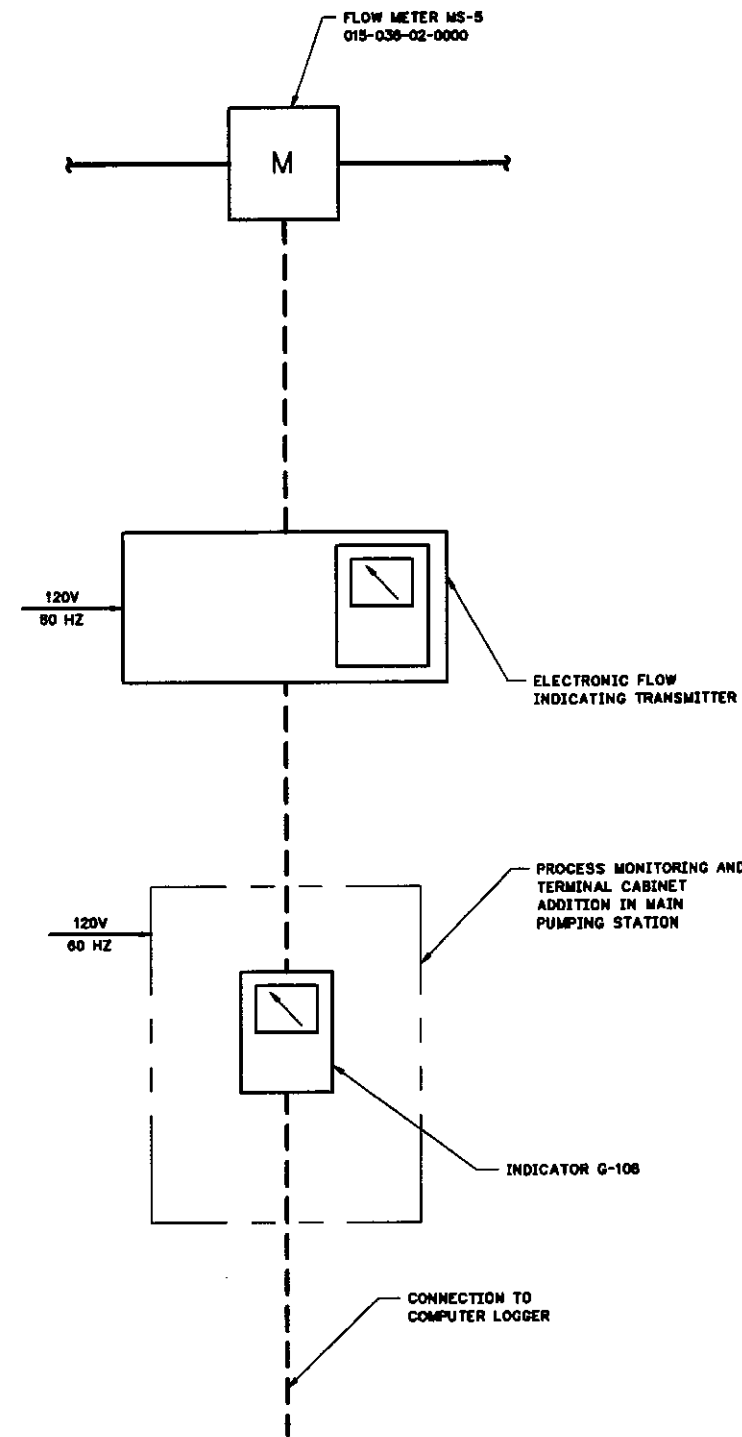 FLOW METER MS-5
015-036-02-0000
M
120V
60 HZ
ELECTRONIC FLOW
INDICATING TRANSMITTER
PROCESS MONITORING AND
TERMINAL CABINET
ADDITION IN MAIN
PUMPING STATION
120V
60 HZ
INDICATOR G-106
CONNECTION TO
COMPUTER LOGGER